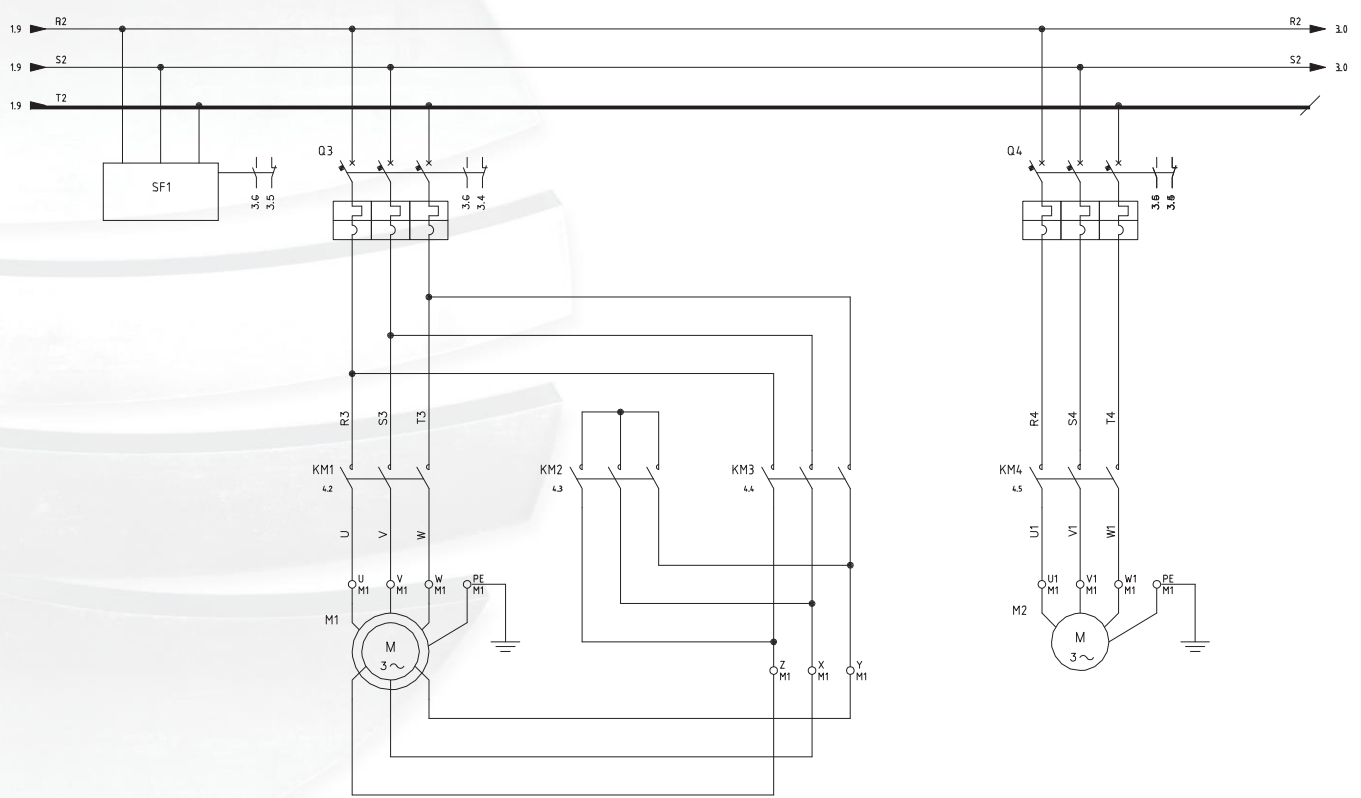 1.9 R2 R2 3.0
1.9 S2 S2 3.0
1.9 T2
SF1
3.6 3.5
Q3
3.6 3.4
Q4
3.6
R3 S3 T3
R4 S4 T4
KM1
4.2
KM2
4.3
KM3
4.4
KM4
4.5
U V W
U1 V1 W1
U V W PE
M1 M1 M1 M1
U1 V1 W1 PE
M1 M1 M1 M1
M1
M
3~
M2
M
3~
Z X Y
M1 M1 M1